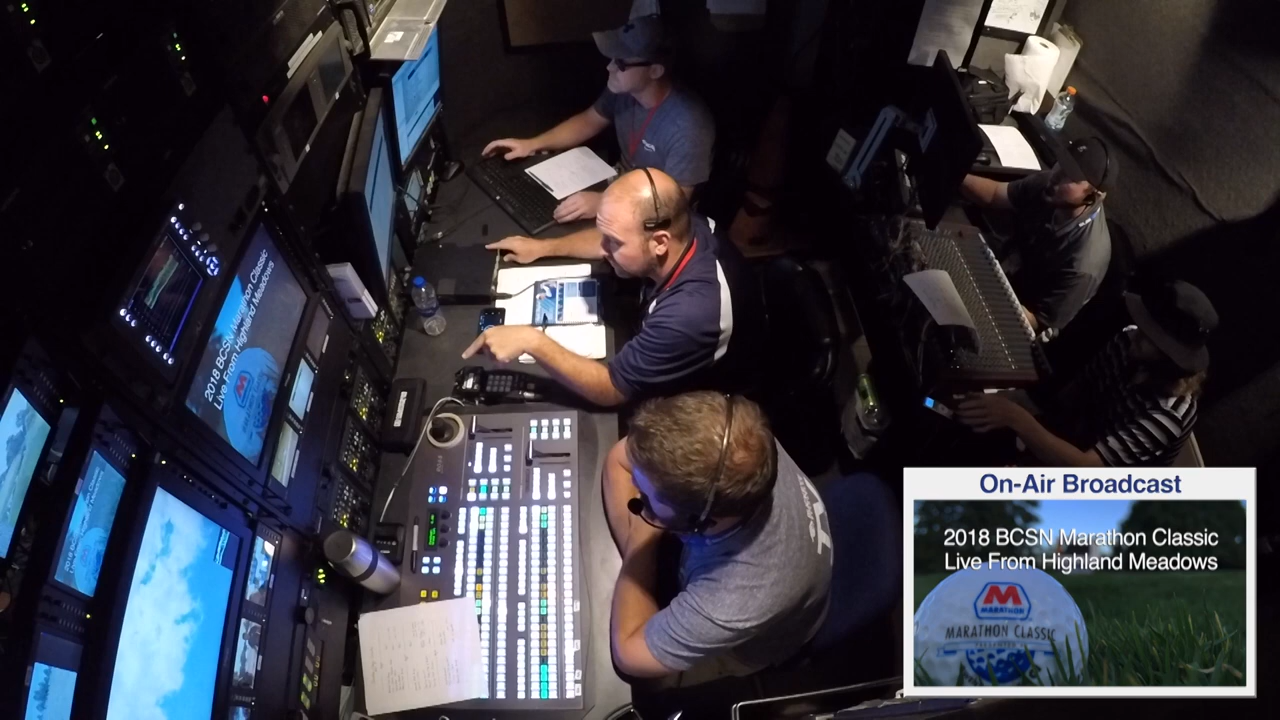 2018 BCSN Marathon Classic
Live From Highland Meadows
On-Air Broadcast
2018 BCSN Marathon Classic
Live From Highland Meadows
M
MARATHON
MARATHON CLASSIC